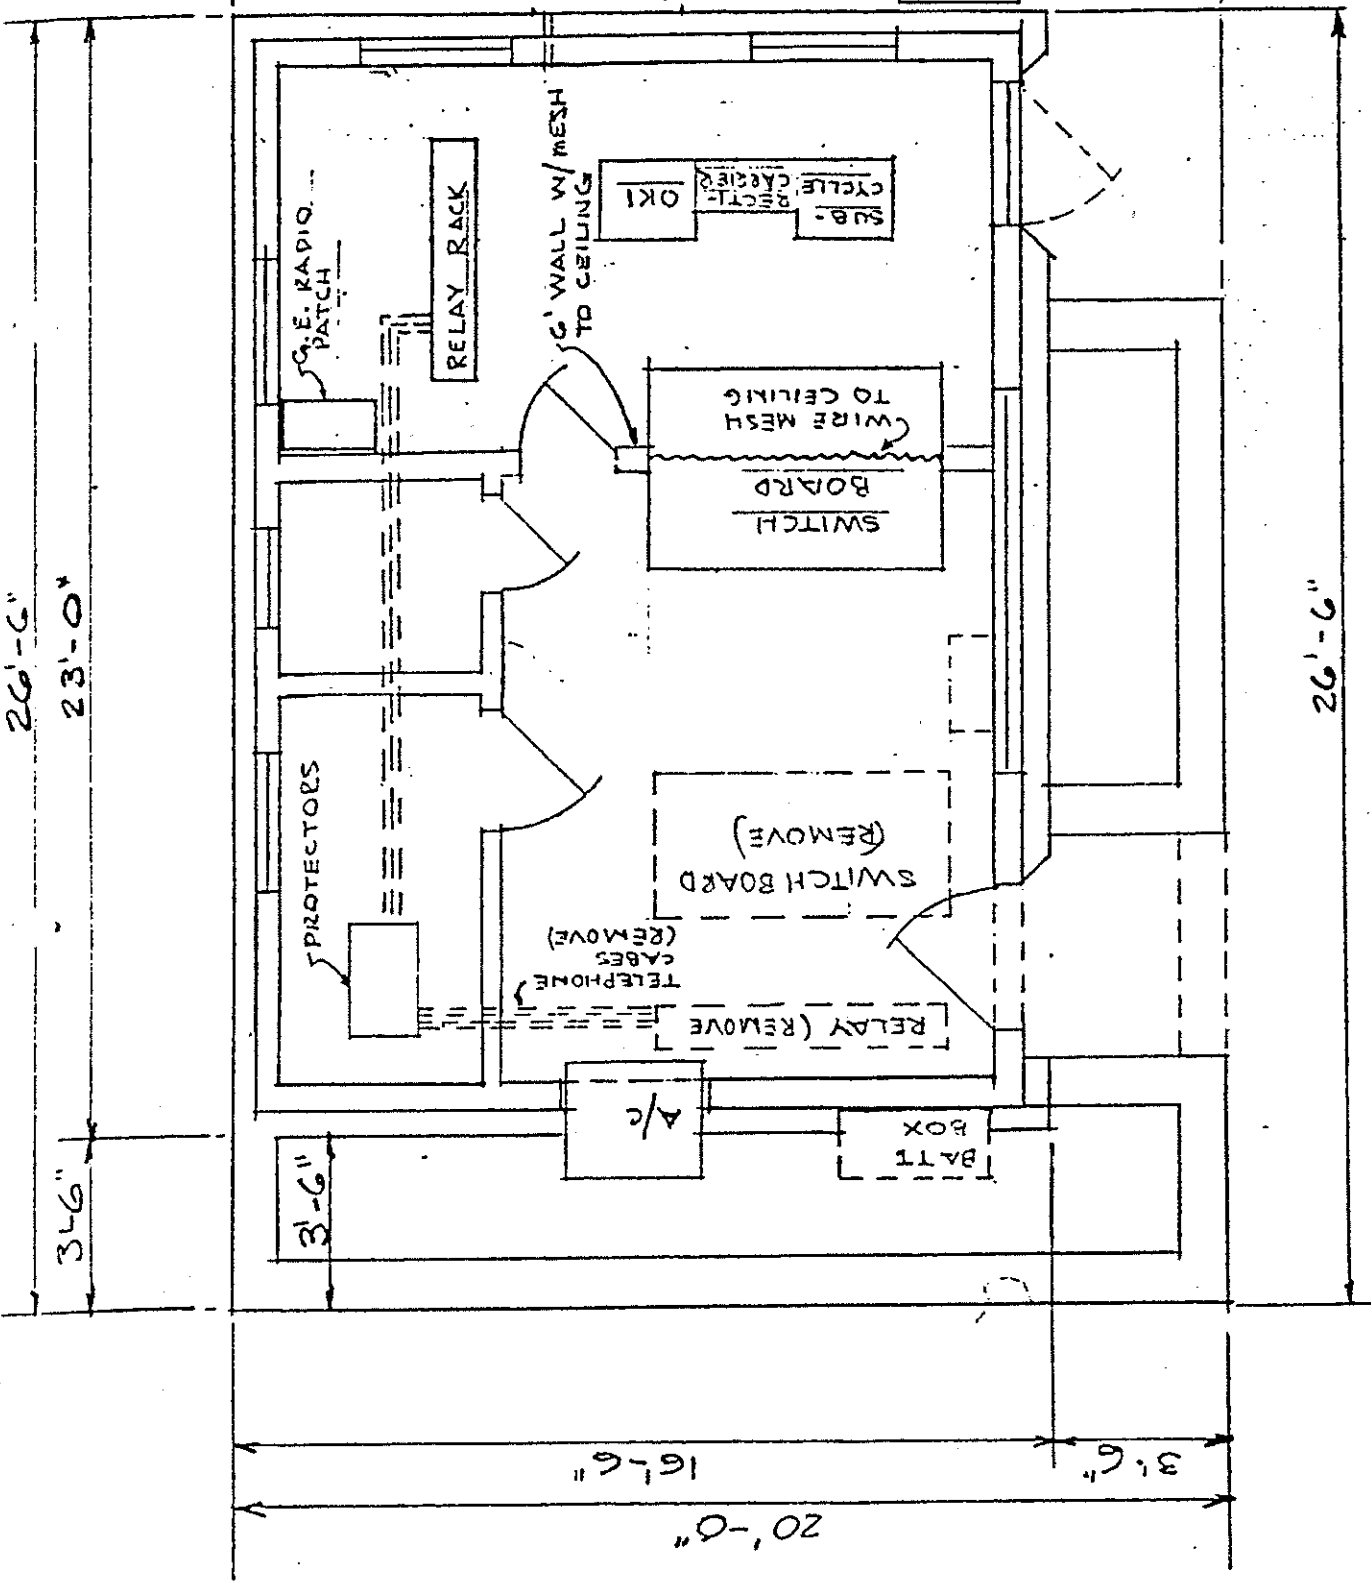 26'-6"
23'-0"
3'-6"
3'-6"
26'-6"
16'-6"
3'-6"
20'-0"
G.E. RADIO
PATCH
RELAY RACK
6' WALL W/MESH
TO CEILING
OKI
RECTI-
CARRIER
SUB-
CYCLE
WIRE MESH
TO CEILING
SWITCH
BOARD
PROTECTORS
SWITCH BOARD
(REMOVE)
TELEPHONE
CABES
(REMOVE)
RELAY (REMOVE
A/C
BATT
BOX